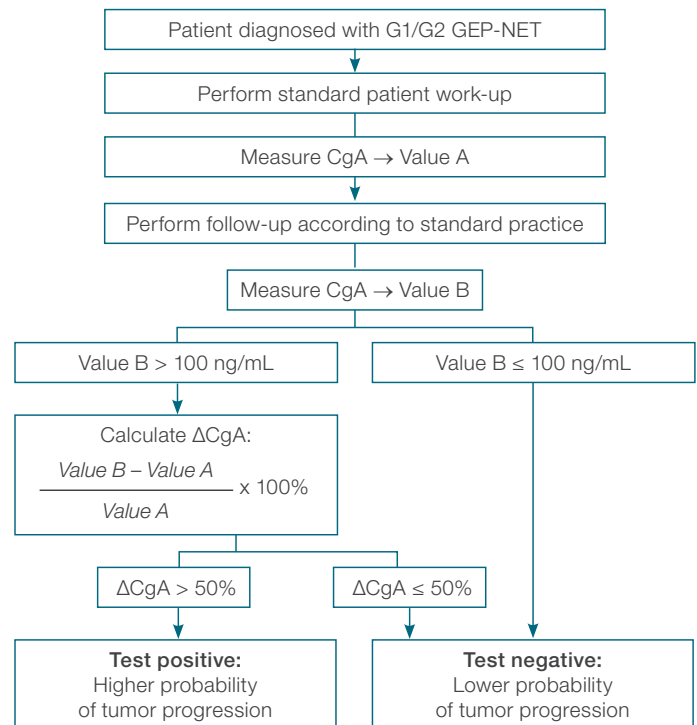 Patient diagnosed with G1/G2 GEP-NET
Perform standard patient work-up
Measure CgA → Value A
Perform follow-up according to standard practice
Measure CgA → Value B
Value B > 100 ng/mL
Value B ≤ 100 ng/mL
Calculate ΔCgA:
Value B – Value A
x 100%
Value A
ΔCgA > 50%
ΔCgA ≤ 50%
Test positive:
Higher probability
of tumor progression
Test negative:
Lower probability
of tumor progression